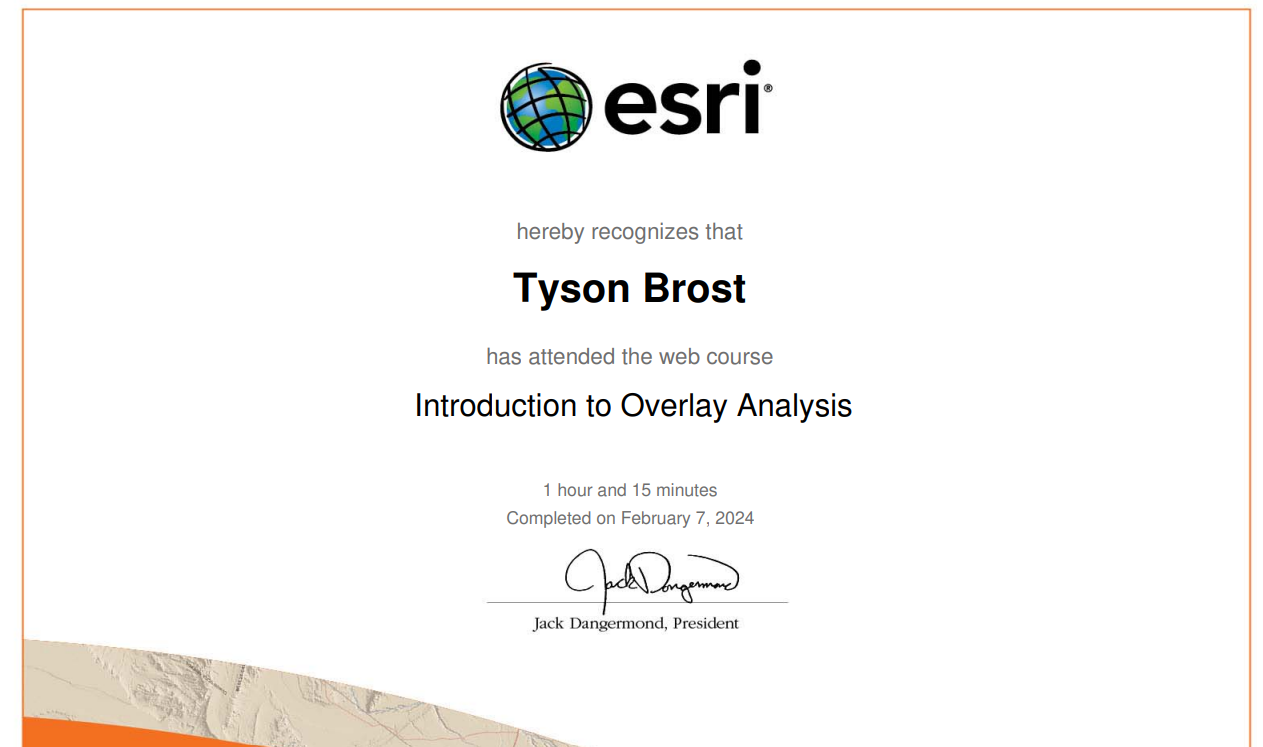 esri®
hereby recognizes that
Tyson Brost
has attended the web course
Introduction to Overlay Analysis
1 hour and 15 minutes
Completed on February 7, 2024
Jack Dangermond
Jack Dangermond, President